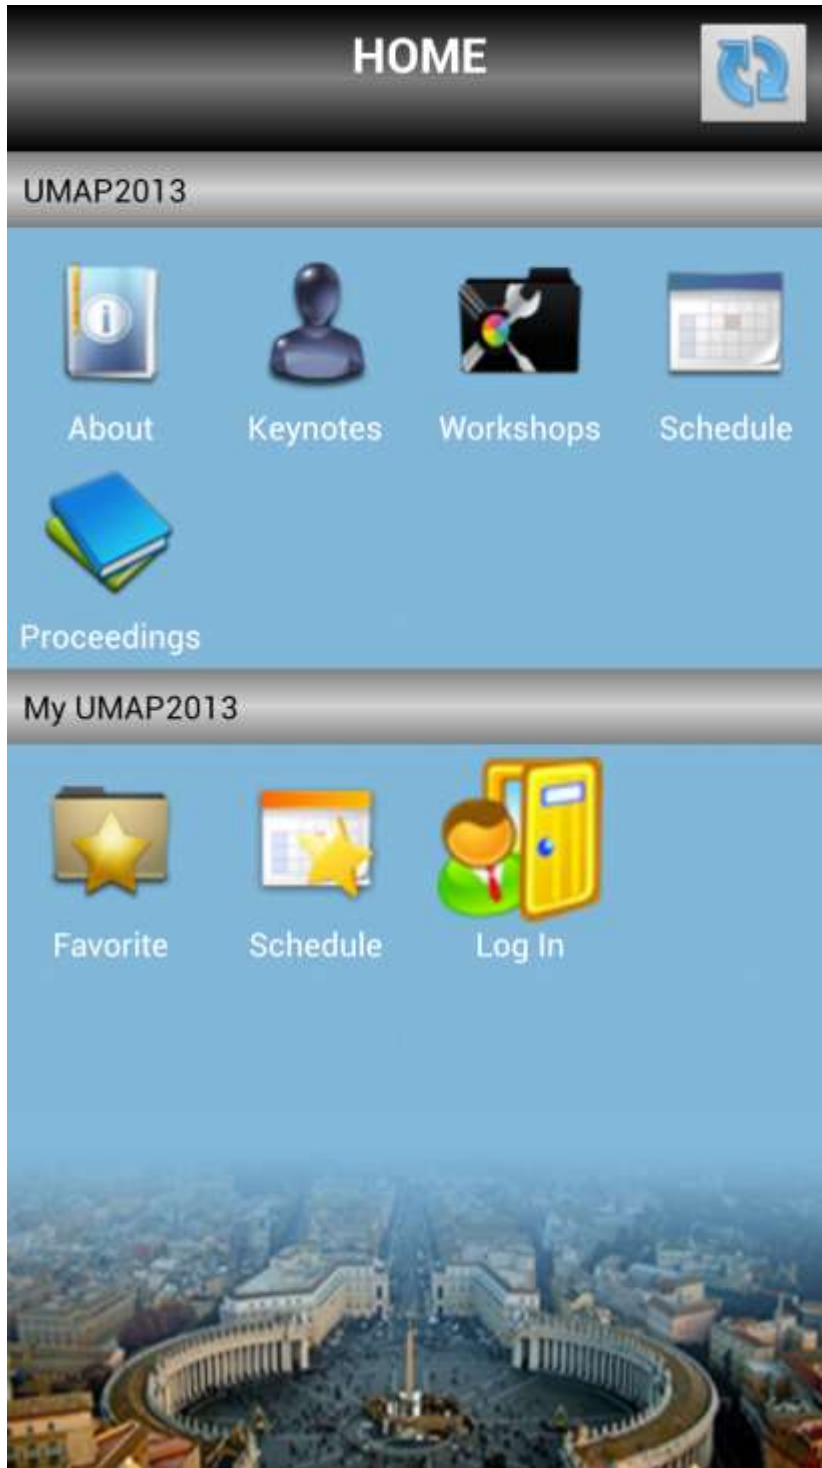 HOME
UMAP2013
About Keynotes Workshops Schedule
Proceedings
My UMAP2013
Favorite Schedule Log In